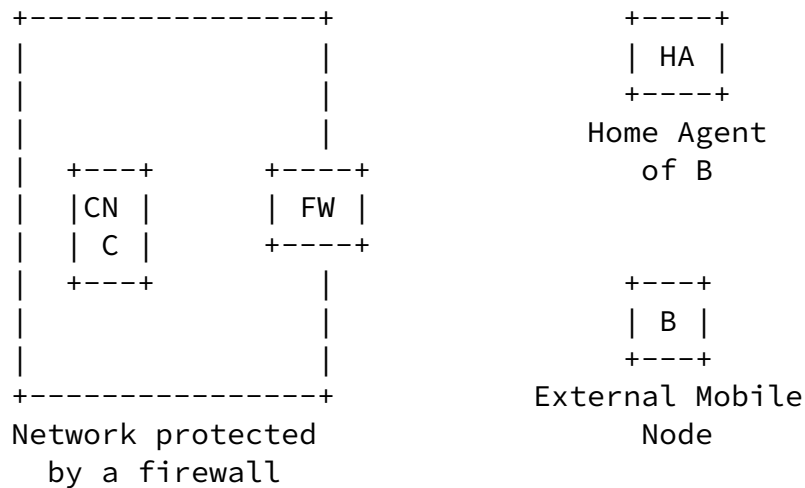 +----------------+                +----+
|                |                | HA |
|                |                +----+
|                |              Home Agent
|  +---+      +----+               of B
|  |CN |      | FW |
|  | C |      +----+
|  +---+         |                +---+
|                |                | B |
|                |                +---+
+----------------+           External Mobile
Network protected                  Node
  by a firewall